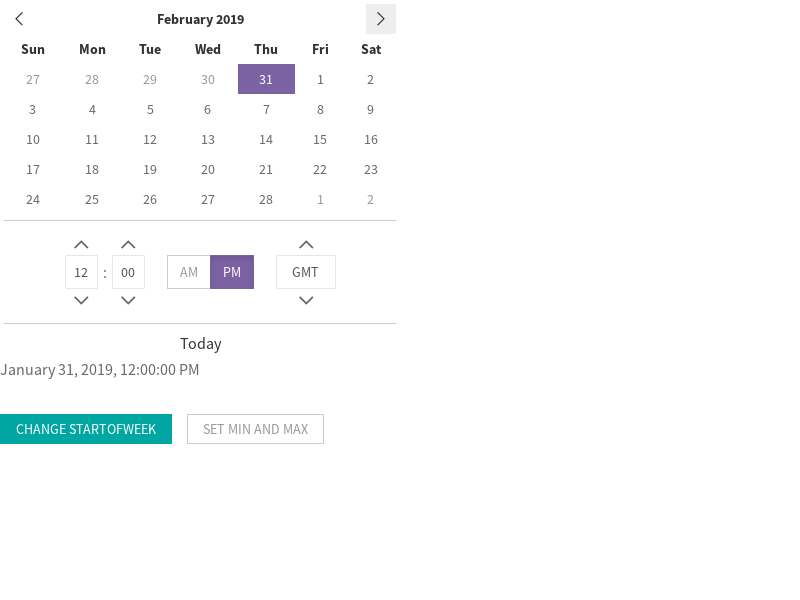 February 2019
Sun Mon Tue Wed Thu Fri Sat
27 28 29 30 31 1 2
3 4 5 6 7 8 9
10 11 12 13 14 15 16
17 18 19 20 21 22 23
24 25 26 27 28 1 2
12 : 00 AM PM GMT
Today
January 31, 2019, 12:00:00 PM
CHANGE STARTOFWEEK SET MIN AND MAX